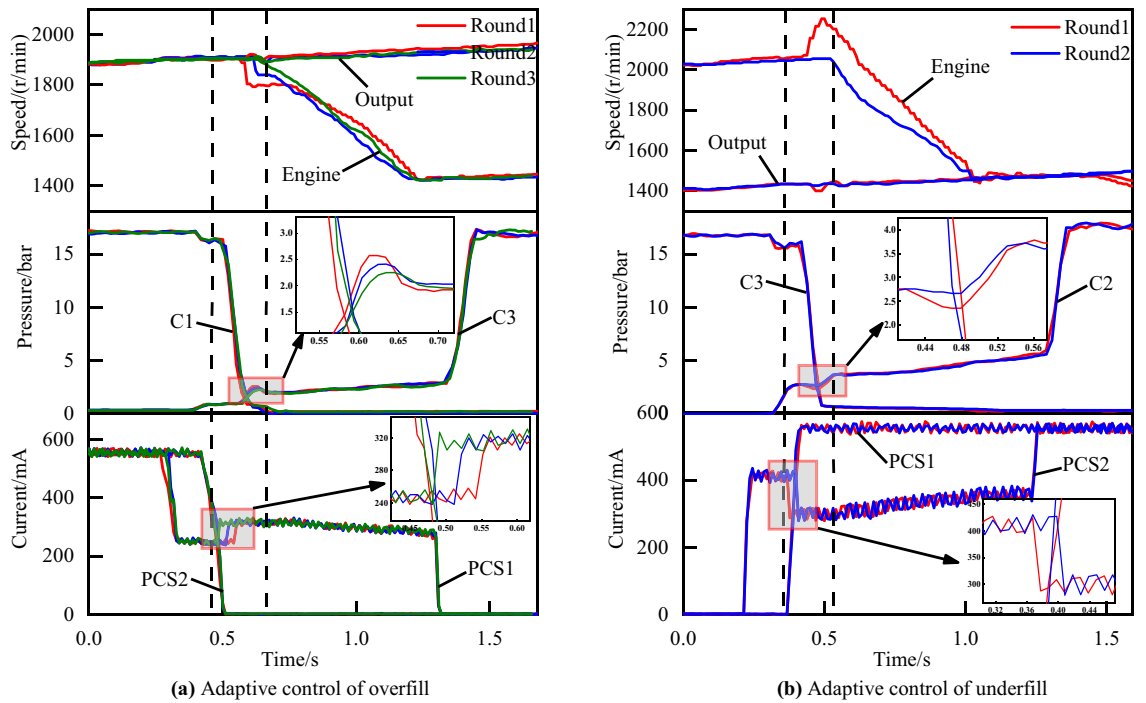 Round1
Round2
Round3
Output
Engine
Speed/(r/min)
2000
1800
1600
1400
C1
C3
3.0
2.5
2.0
1.5
0.55
0.60
0.65
0.70
Pressure/bar
15
10
5
0
320
280
240
0.50
0.55
0.60
PCS2
PCS1
Current/mA
600
400
200
0
0.0
0.5
1.0
1.5
Time/s
(a) Adaptive control of overfill
Round1
Round2
Engine
Output
Speed/(r/min)
2200
2000
1800
1600
1400
C3
C2
4.0
3.5
3.0
2.5
2.0
0.44
0.48
0.52
0.56
Pressure/bar
15
10
5
0
600
PCS1
PCS2
450
400
350
300
0.32
0.36
0.40
0.44
Current/mA
400
200
0
0.0
0.5
1.0
1.5
Time/s
(b) Adaptive control of underfill